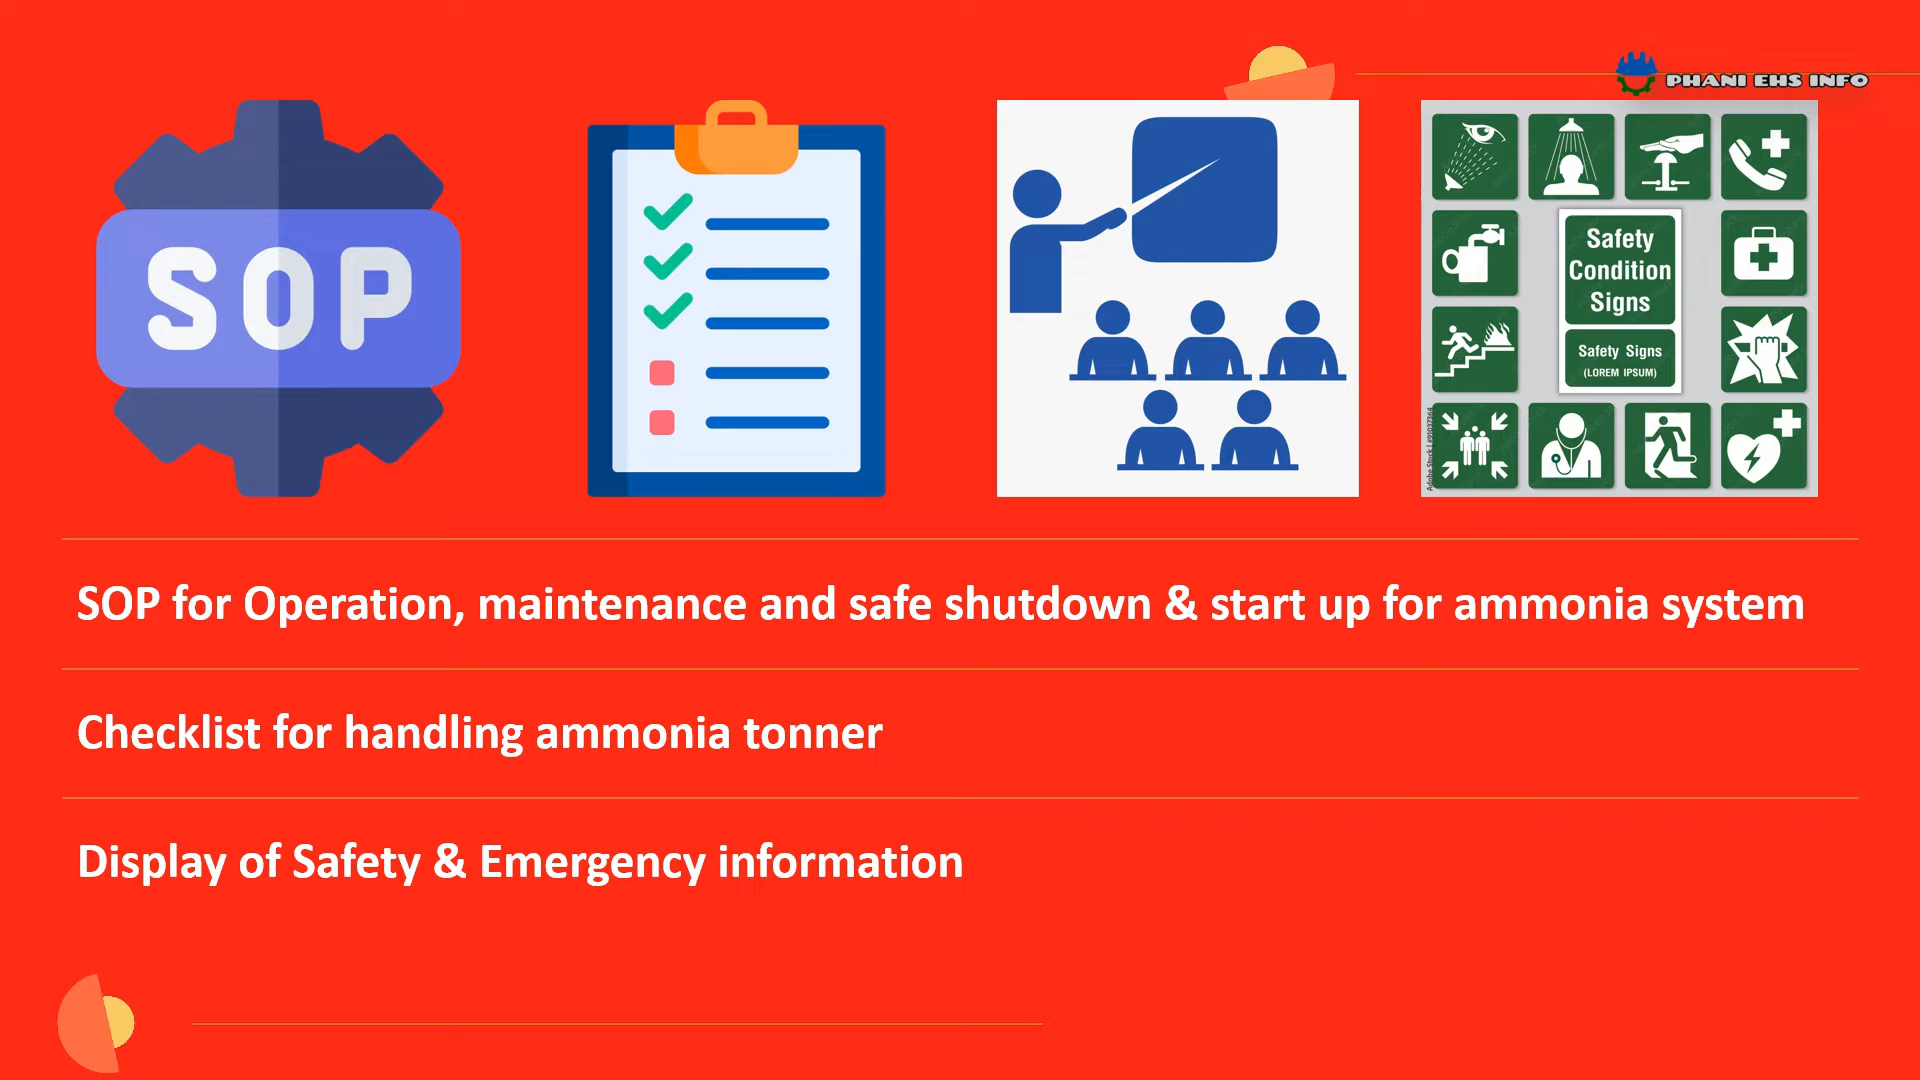 PHANI EHS INFO
SOP
Safety
Condition
Signs
Safety Signs
(LOREM IPSUM)
SOP for Operation, maintenance and safe shutdown & start up for ammonia system
Checklist for handling ammonia tonner
Display of Safety & Emergency information